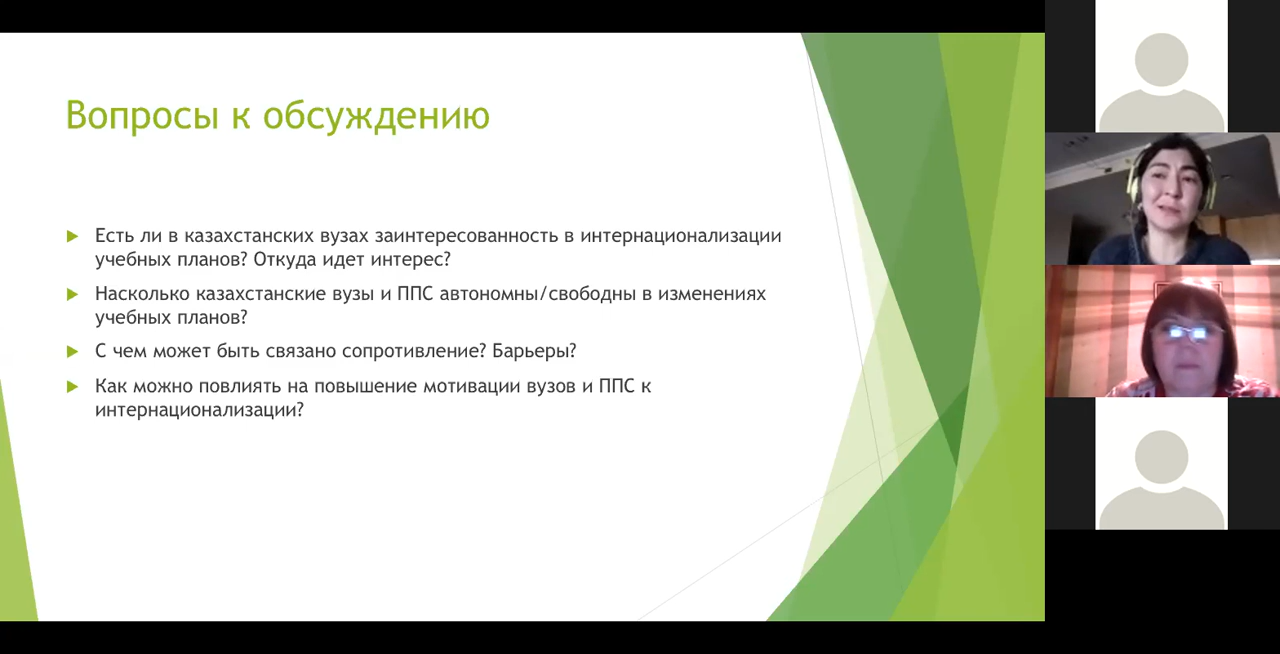 Вопросы к обсуждению
Есть ли в казахстанских вузах заинтересованность в интернационализации
учебных планов? Откуда идет интерес?
Насколько казахстанские вузы и ППС автономны/свободны в изменениях
учебных планов?
С чем может быть связано сопротивление? Барьеры?
Как можно повлиять на повышение мотивации вузов и ППС к
интернационализации?